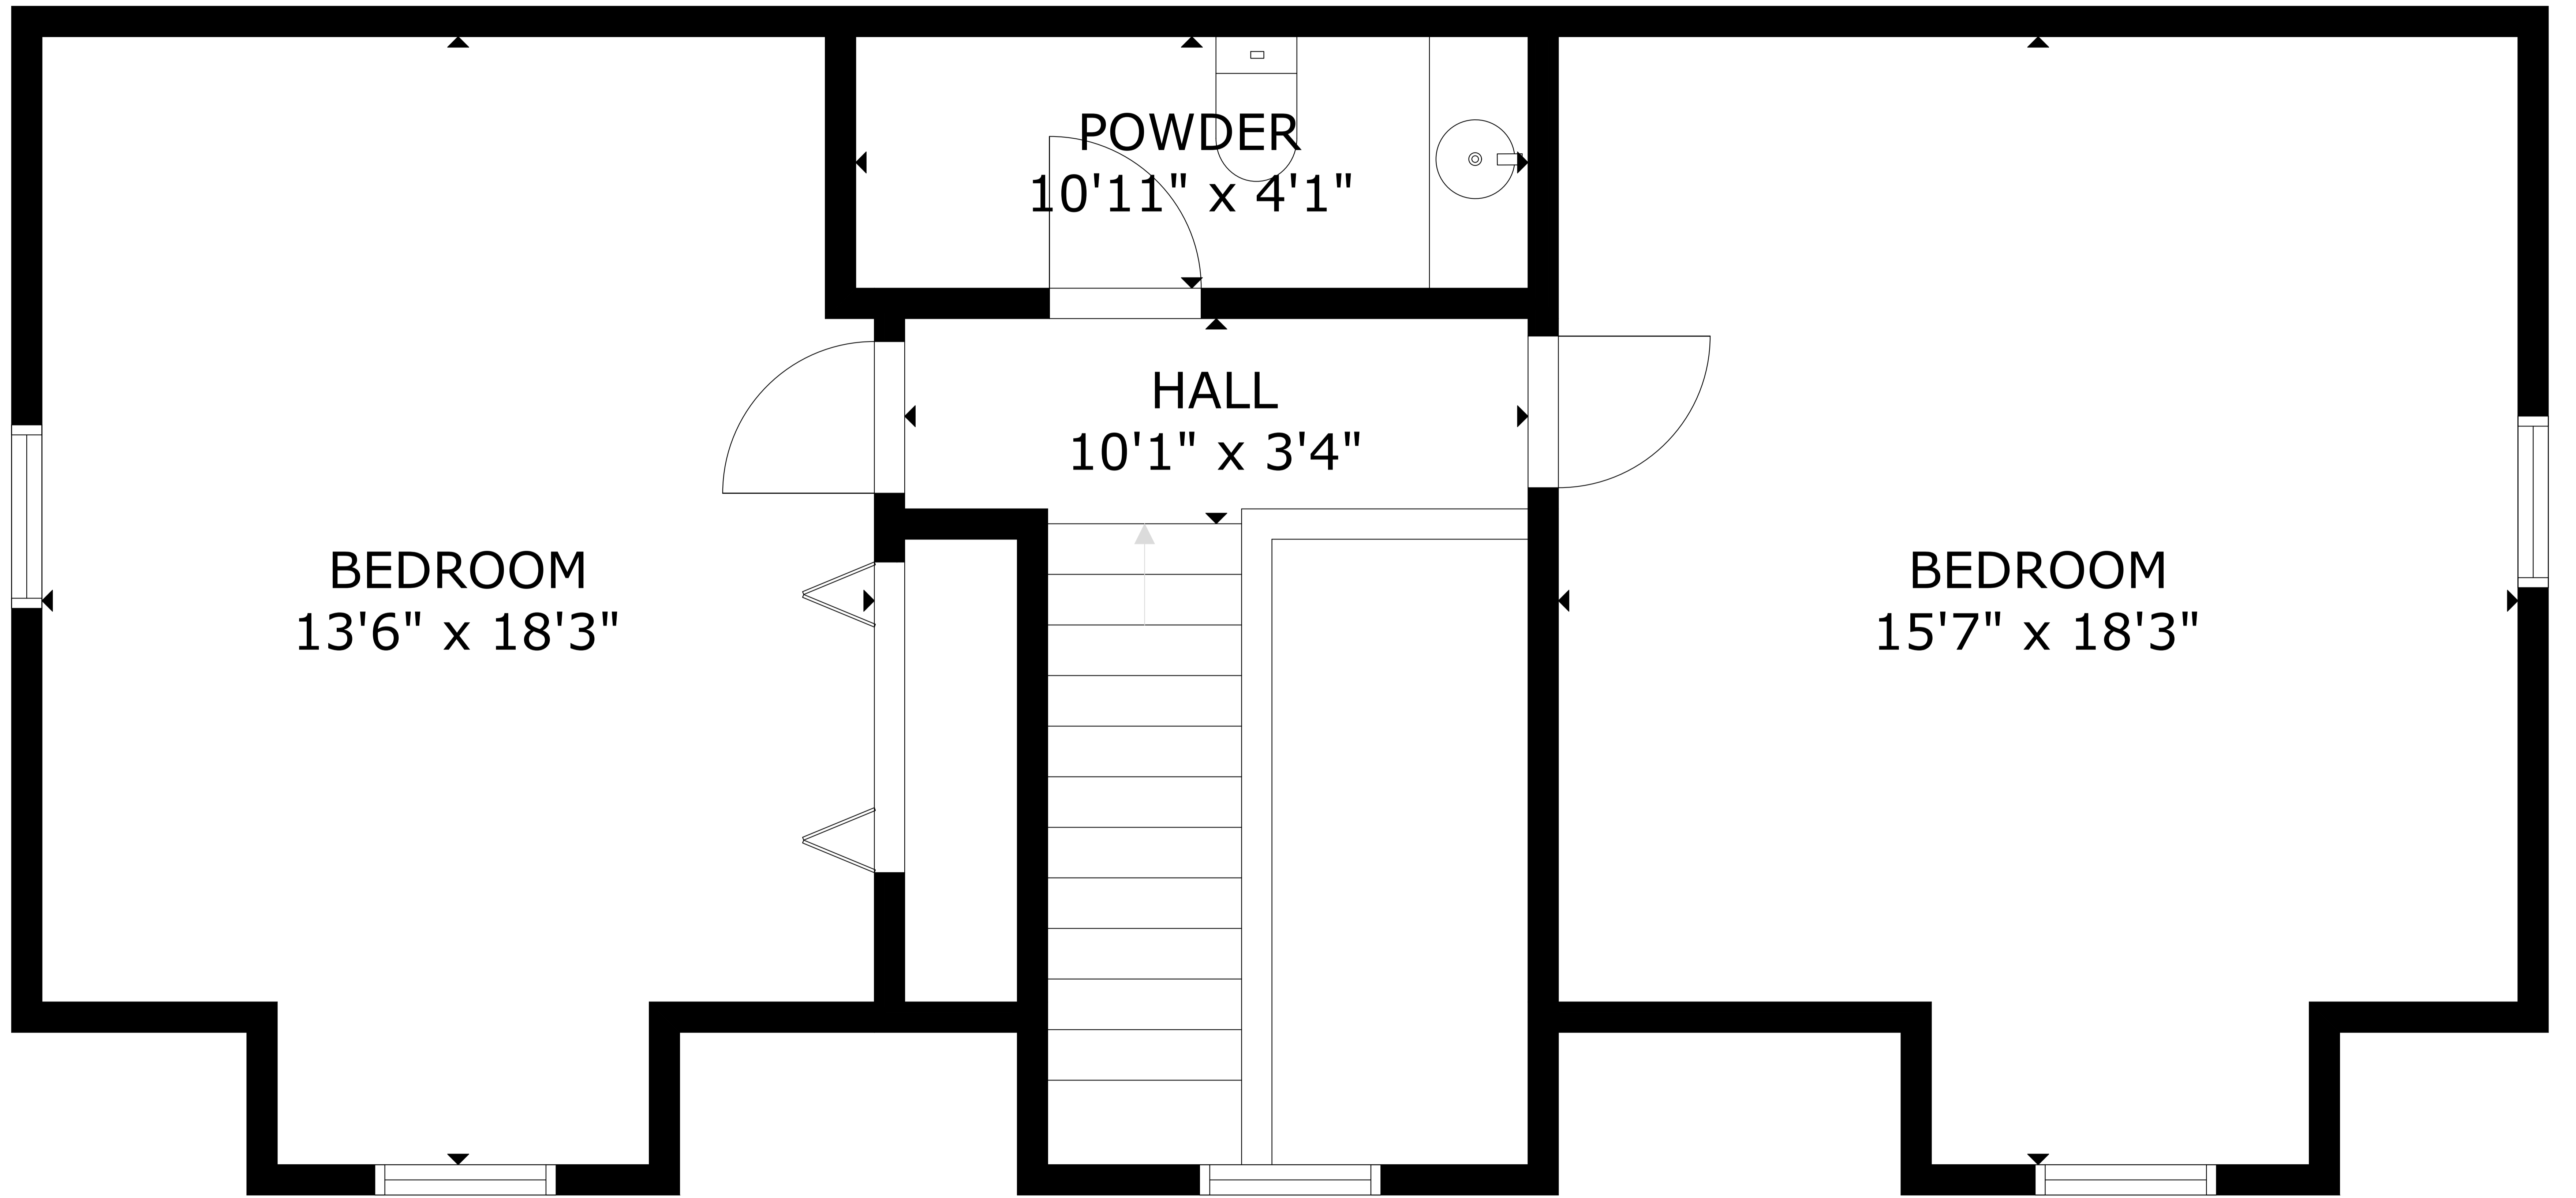 POWDER
10'11" x 4'1"
HALL
10'1" x 3'4"
BEDROOM
13'6" x 18'3"
BEDROOM
15'7" x 18'3"